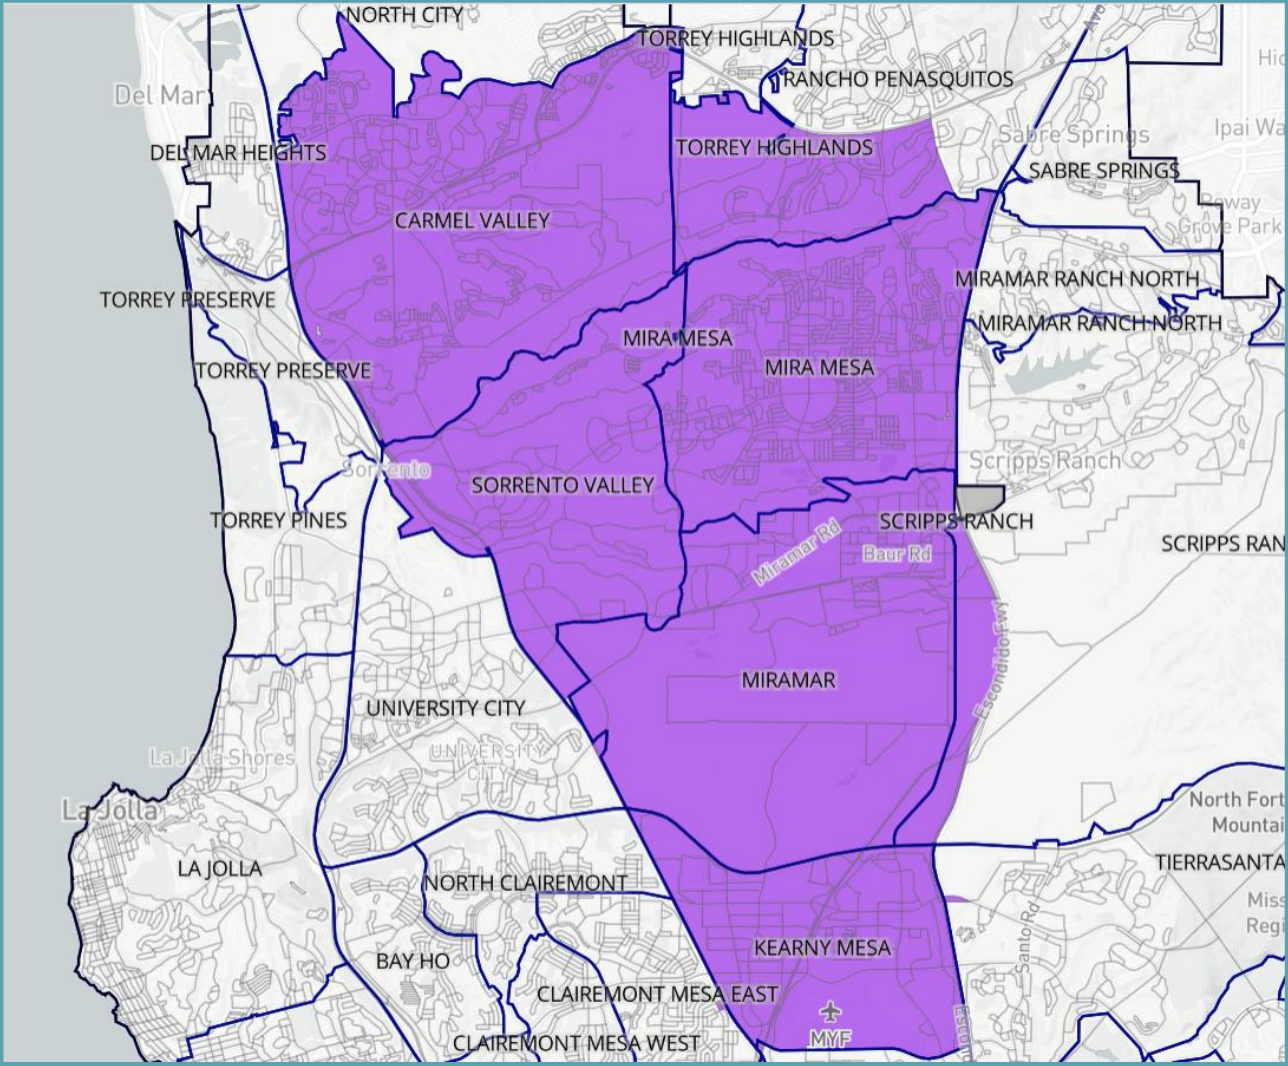 NORTH CITY
TORREY HIGHLANDS
RANCHO PENASQUITOS
Del Mar
Sabre Springs
Ipai Wa
DEL MAR HEIGHTS
TORREY HIGHLANDS
SABRE SPRINGS
CARMEL VALLEY
Grove Park
MIRAMAR RANCH NORTH
TORREY PRESERVE
MIRAMAR RANCH NORTH
MIRA MESA
TORREY PRESERVE
MIRA MESA
Sorrento
Scripps Ranch
SORRENTO VALLEY
TORREY PINES
SCRIPPS RANCH
SCRIPPS RAN
Miramar Rd
Baur Rd
Escondido Fwy
MIRAMAR
UNIVERSITY CITY
UNIVERSITY
CITY
La Jolla Shores
La Jolla
North Fort
Mountai
LA JOLLA
TIERRASANTA
NORTH CLAIREMONT
Miss
Regi
Santo Rd
KEARNY MESA
BAY HO
CLAIREMONT MESA EAST
MYF
CLAIREMONT MESA WEST